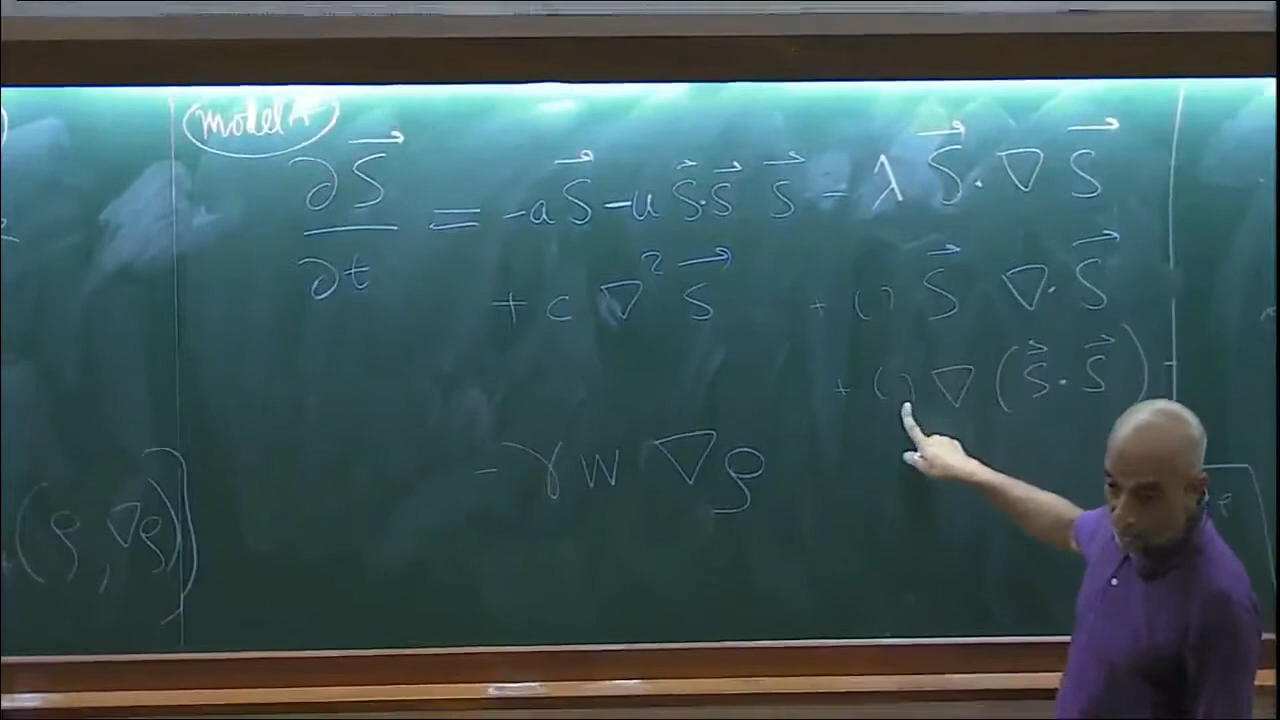 model A
∂S⃗/∂t = -a S⃗ - u S⃗·S⃗ S⃗ - λ S⃗·∇ S⃗
+ c ∇² S⃗ + ( ) S⃗ ∇·S⃗
+ ( ) ∇(S⃗·S⃗)
- γ w ∇ρ
(ρ, ∇ρ)